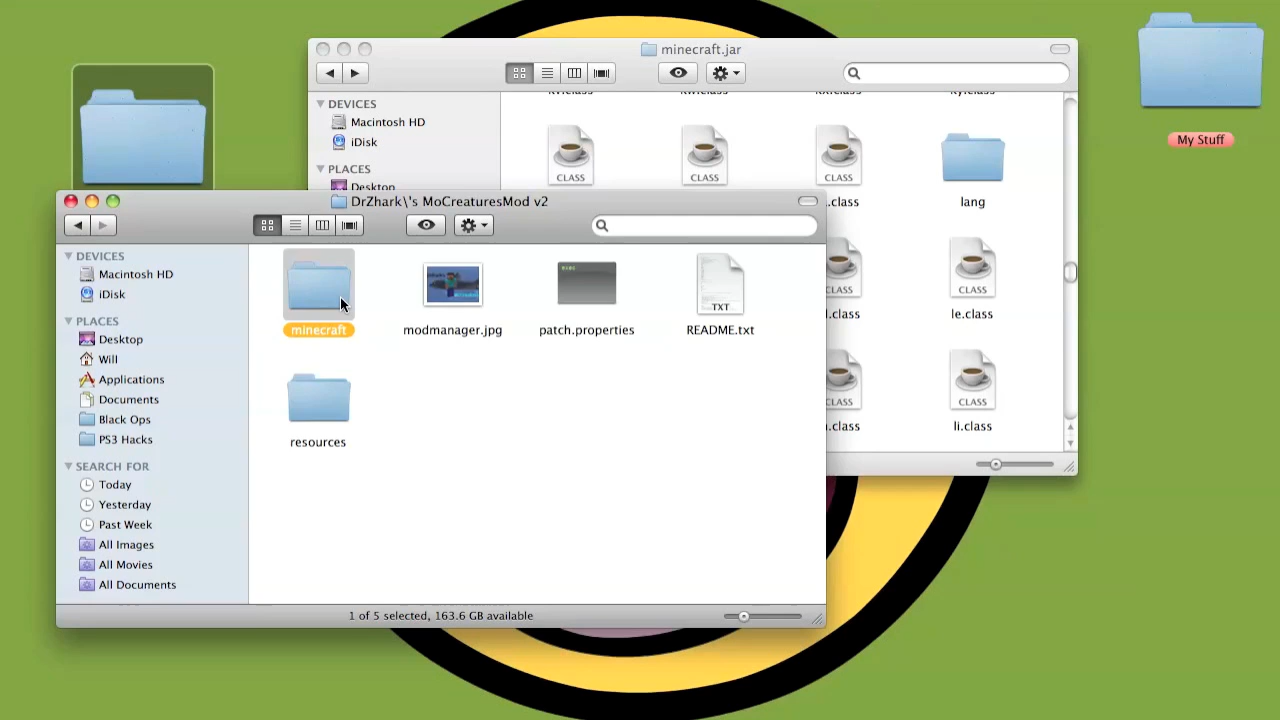 minecraft.jar
My Stuff
DEVICES
Macintosh HD
iDisk
PLACES
Desktop
CLASS
CLASS
CLASS
.class
lang
le.class
CLASS
CLASS
li.class
DrZhark\'s MoCreaturesMod v2
DEVICES
Macintosh HD
iDisk
PLACES
Desktop
Will
Applications
Documents
Black Ops
PS3 Hacks
SEARCH FOR
Today
Yesterday
Past Week
All Images
All Movies
All Documents
minecraft
modmanager.jpg
patch.properties
TXT
README.txt
resources
1 of 5 selected, 163.6 GB available